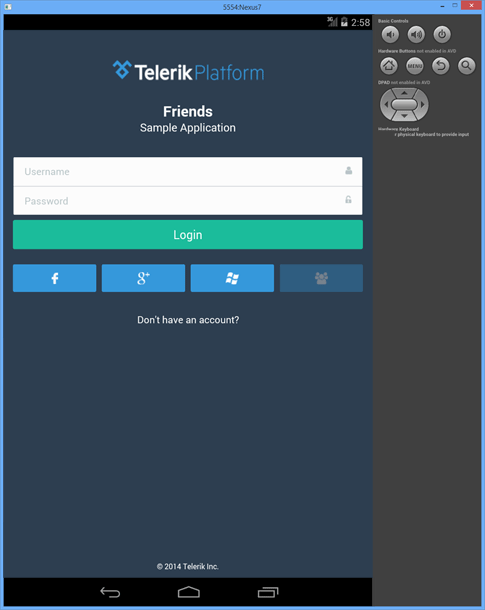 5554:Nexus7
3G 2:58
Telerik Platform
Friends
Sample Application
Username
Password
Login
g+
Don't have an account?
© 2014 Telerik Inc.
Basic Controls
Hardware Buttons not enabled in AVD
MENU
DPAD not enabled in AVD
Hardware Keyboard
r physical keyboard to provide input